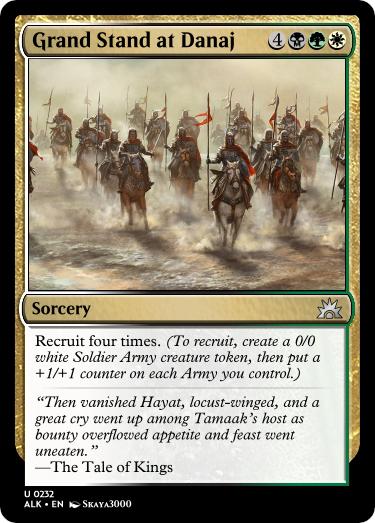 Grand Stand at Danaj 4
Sorcery
Recruit four times. (To recruit, create a 0/0
white Soldier Army creature token, then put a
+1/+1 counter on each Army you control.)
“Then vanished Hayat, locust-winged, and a
great cry went up among Tamaak’s host as
bounty overflowed appetite and feast went
uneaten.”
—The Tale of Kings
U 0232
ALK • EN Skaya3000